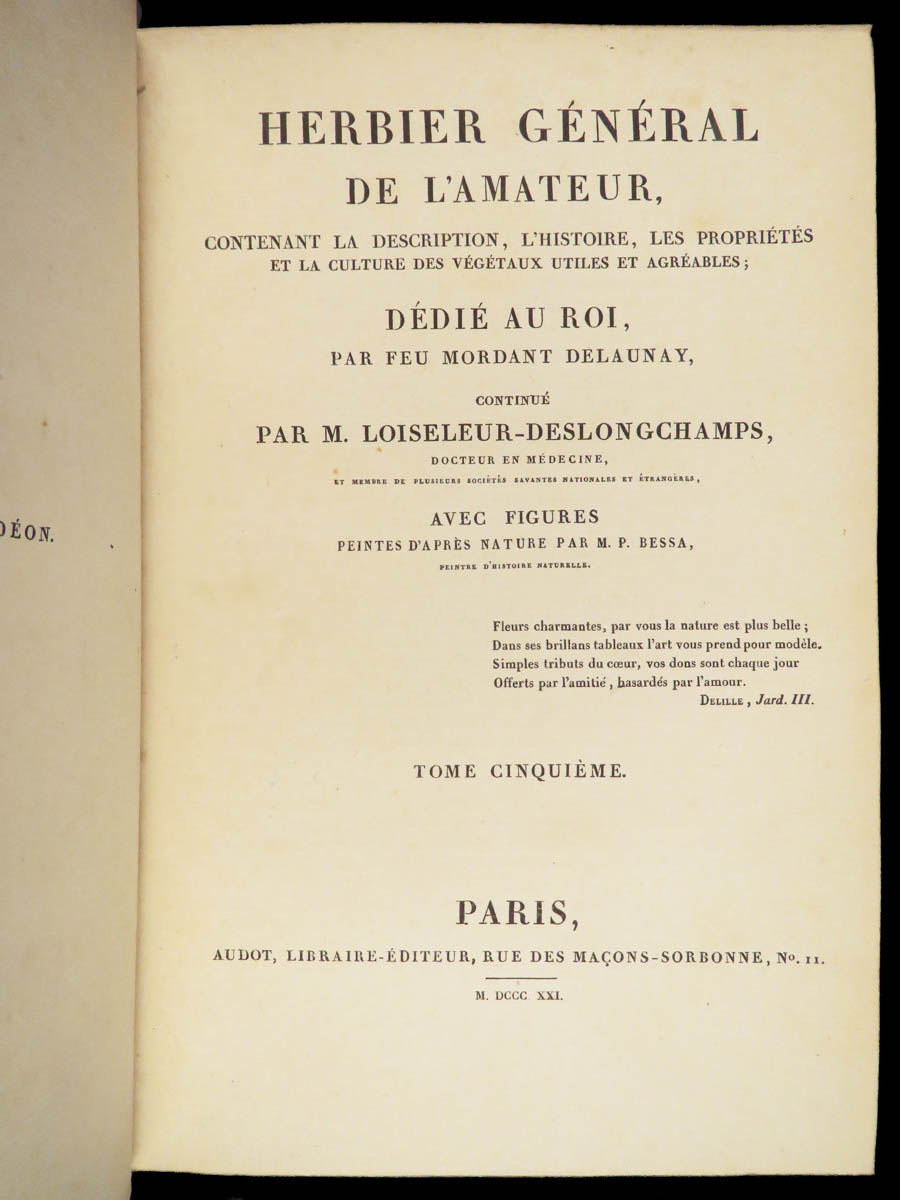 HERBIER GÉNÉRAL
DE L'AMATEUR,
CONTENANT LA DESCRIPTION, L'HISTOIRE, LES PROPRIÉTÉS
ET LA CULTURE DES VÉGÉTAUX UTILES ET AGRÉABLES;
DÉDIÉ AU ROI,
PAR FEU MORDANT DELAUNAY,
CONTINUÉ
PAR M. LOISELEUR-DESLONGCHAMPS,
DOCTEUR EN MÉDECINE,
ET MEMBRE DE PLUSIEURS SOCIÉTÉS SAVANTES NATIONALES ET ÉTRANGÈRES,
AVEC FIGURES
PEINTES D'APRÈS NATURE PAR M. P. BESSA,
PEINTRE D'HISTOIRE NATURELLE.
Fleurs charmantes, par vous la nature est plus belle;
Dans ses brillans tableaux l'art vous prend pour modèle.
Simples tributs du cœur, vos dons sont chaque jour
Offerts par l'amitié, hasardés par l'amour.
DELILLE, Jard. III.
TOME CINQUIÈME.
PARIS,
AUDOT, LIBRAIRE-ÉDITEUR, RUE DES MAÇONS-SORBONNE, No. 11.
M. DCCC XXI.